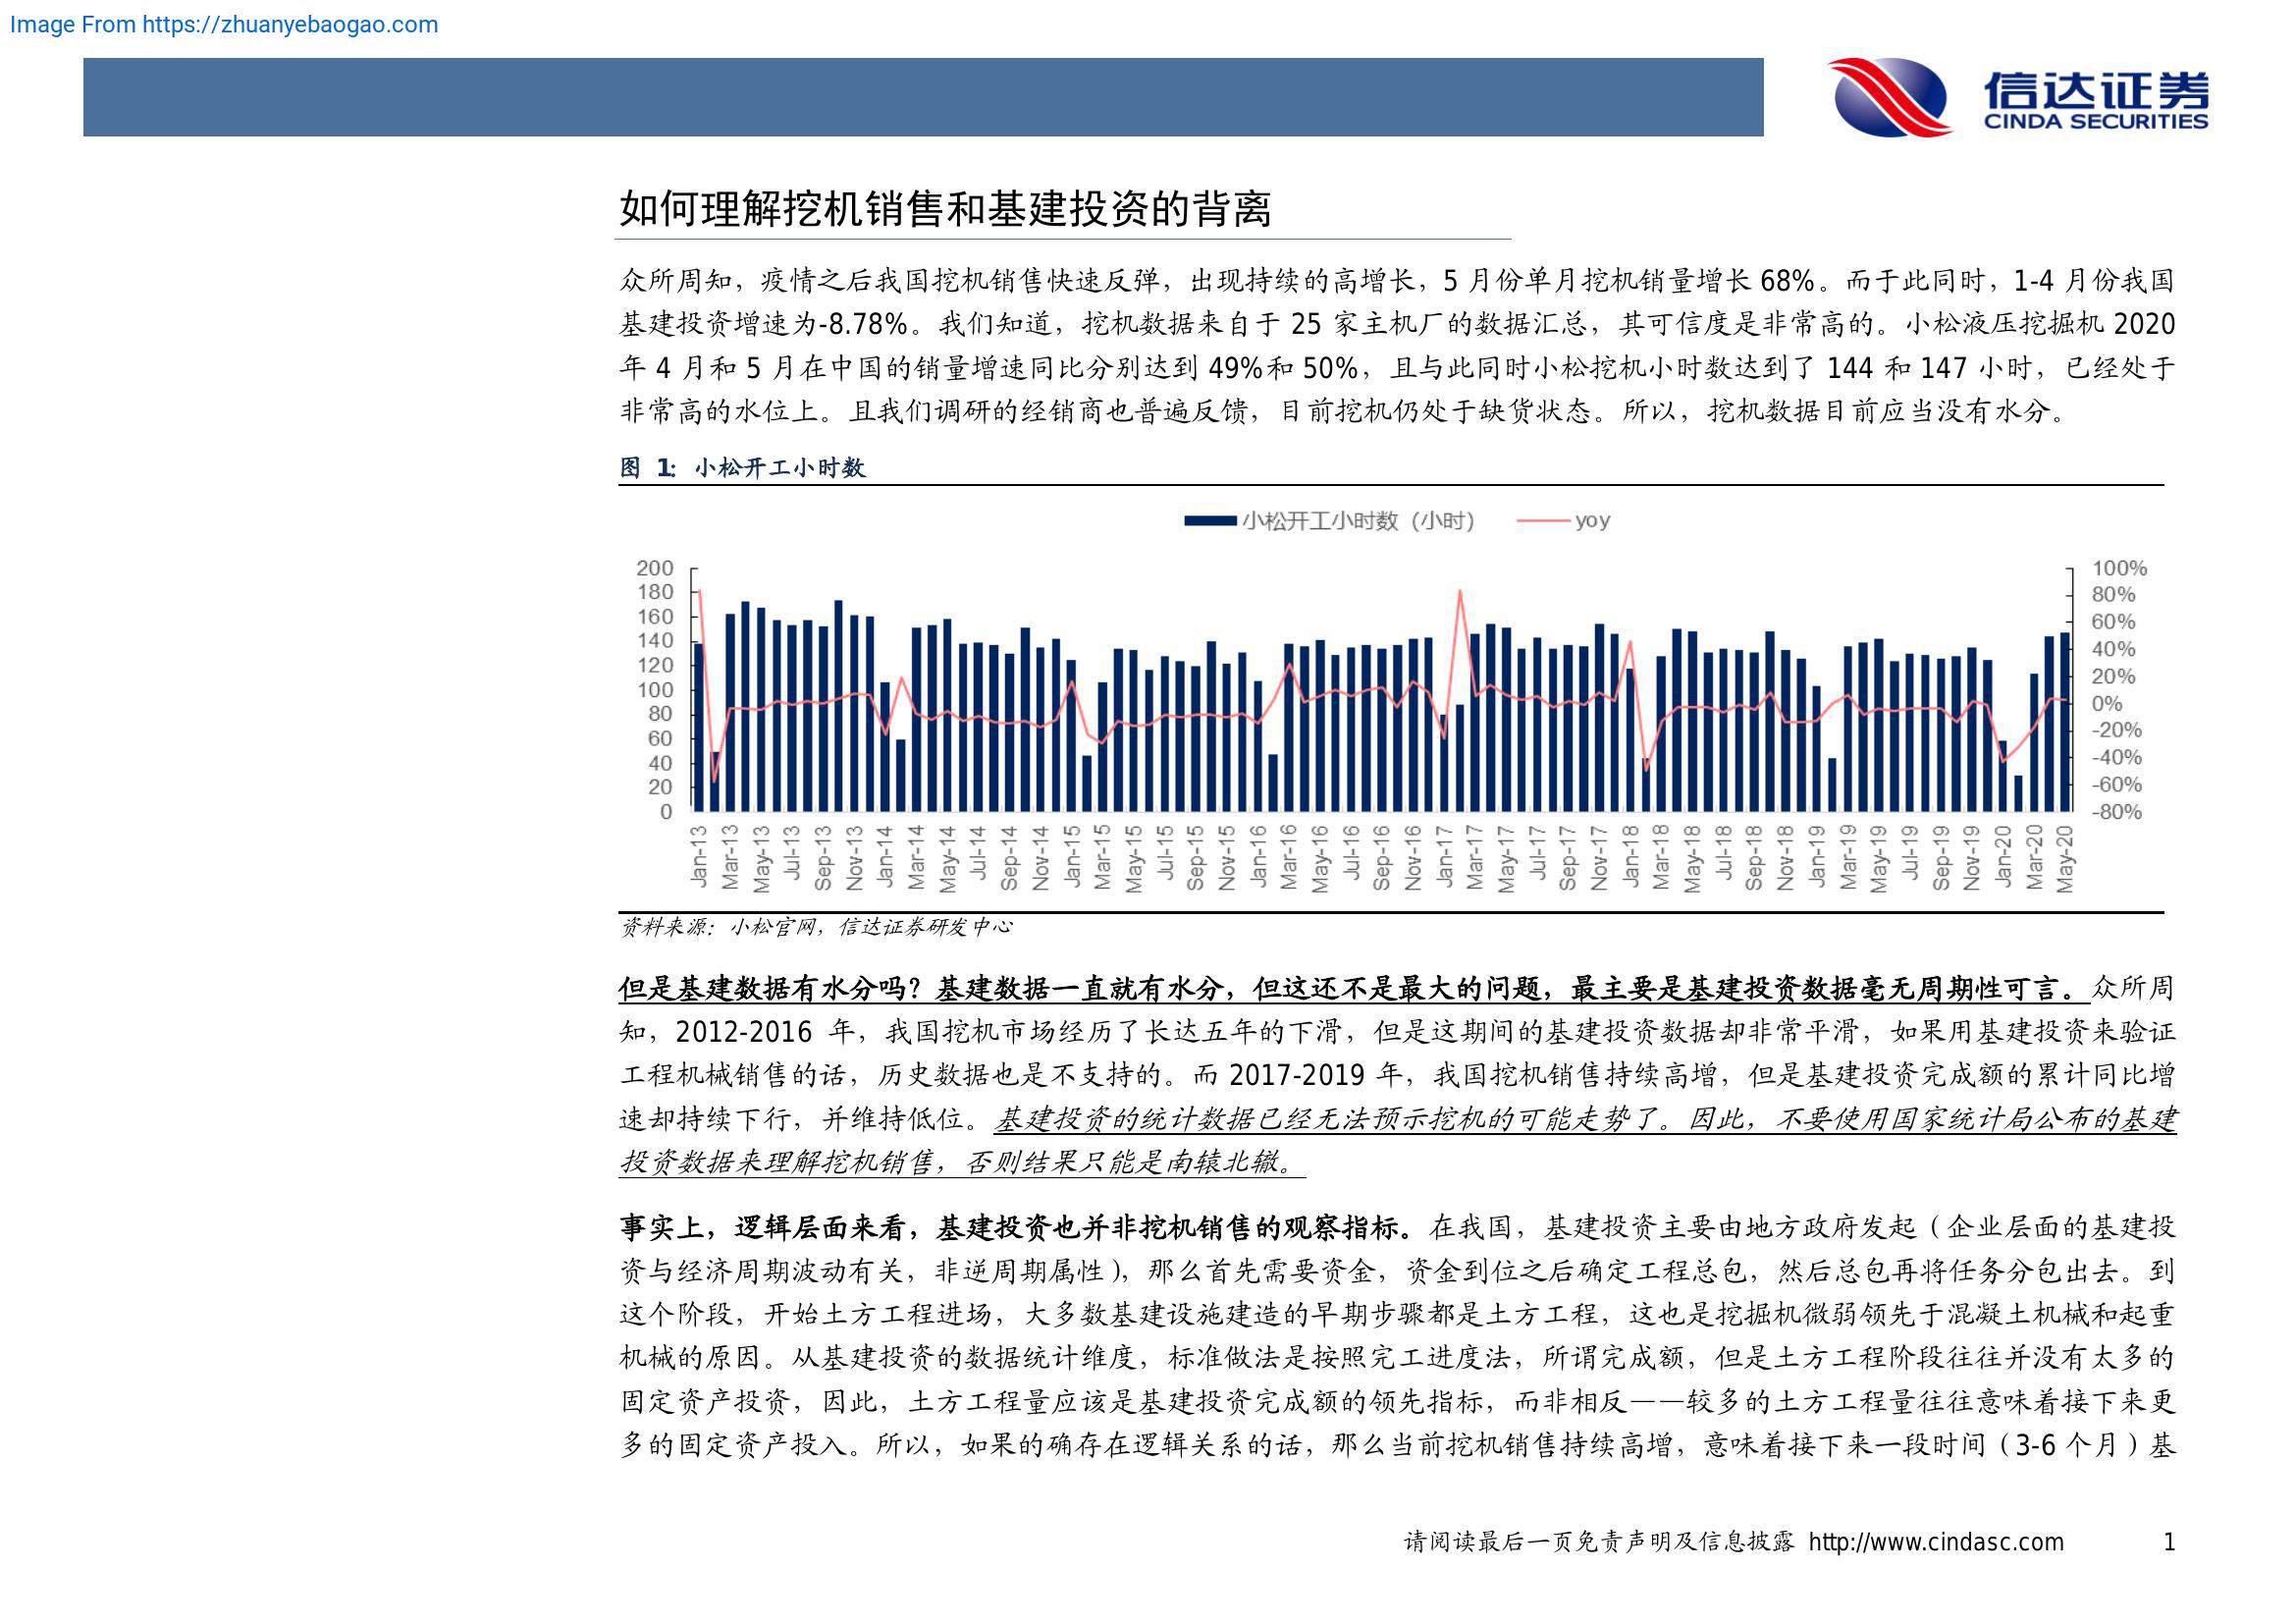 Image From https://zhuanyebaogao.com
信达证券
CINDA SECURITIES
如何理解挖机销售和基建投资的背离
众所周知，疫情之后我国挖机销售快速反弹，出现持续的高增长，5 月份单月挖机销量增长 68%。而于此同时，1-4 月份我国
基建投资增速为-8.78%。我们知道，挖机数据来自于 25 家主机厂的数据汇总，其可信度是非常高的。小松液压挖掘机 2020
年 4 月和 5 月在中国的销量增速同比分别达到 49%和 50%，且与此同时小松挖机小时数达到了 144 和 147 小时，已经处于
非常高的水位上。且我们调研的经销商也普遍反馈，目前挖机仍处于缺货状态。所以，挖机数据目前应当没有水分。
图 1：小松开工小时数
小松开工小时数（小时） yoy
200 100%
180 80%
160 60%
140 40%
120 20%
100 0%
80 -20%
60 -40%
40 -60%
20 -80%
0
Jan-13 Mar-13 May-13 Jul-13 Sep-13 Nov-13 Jan-14 Mar-14 May-14 Jul-14 Sep-14 Nov-14 Jan-15 Mar-15 May-15 Jul-15 Sep-15 Nov-15 Jan-16 Mar-16 May-16 Jul-16 Sep-16 Nov-16 Jan-17 Mar-17 May-17 Jul-17 Sep-17 Nov-17 Jan-18 Mar-18 May-18 Jul-18 Sep-18 Nov-18 Jan-19 Mar-19 May-19 Jul-19 Sep-19 Nov-19 Jan-20 Mar-20 May-20
资料来源：小松官网，信达证券研发中心
但是基建数据有水分吗？基建数据一直就有水分，但这还不是最大的问题，最主要是基建投资数据毫无周期性可言。众所周
知，2012-2016 年，我国挖机市场经历了长达五年的下滑，但是这期间的基建投资数据却非常平滑，如果用基建投资来验证
工程机械销售的话，历史数据也是不支持的。而 2017-2019 年，我国挖机销售持续高增，但是基建投资完成额的累计同比增
速却持续下行，并维持低位。基建投资的统计数据已经无法预示挖机的可能走势了。因此，不要使用国家统计局公布的基建
投资数据来理解挖机销售，否则结果只能是南辕北辙。
事实上，逻辑层面来看，基建投资也并非挖机销售的观察指标。在我国，基建投资主要由地方政府发起（企业层面的基建投
资与经济周期波动有关，非逆周期属性），那么首先需要资金，资金到位之后确定工程总包，然后总包再将任务分包出去。到
这个阶段，开始土方工程进场，大多数基建设施建造的早期步骤都是土方工程，这也是挖掘机微弱领先于混凝土机械和起重
机械的原因。从基建投资的数据统计维度，标准做法是按照完工进度法，所谓完成额，但是土方工程阶段往往并没有太多的
固定资产投资，因此，土方工程量应该是基建投资完成额的领先指标，而非相反——较多的土方工程量往往意味着接下来更
多的固定资产投入。所以，如果的确存在逻辑关系的话，那么当前挖机销售持续高增，意味着接下来一段时间（3-6 个月）基
请阅读最后一页免责声明及信息披露 http://www.cindasc.com 1